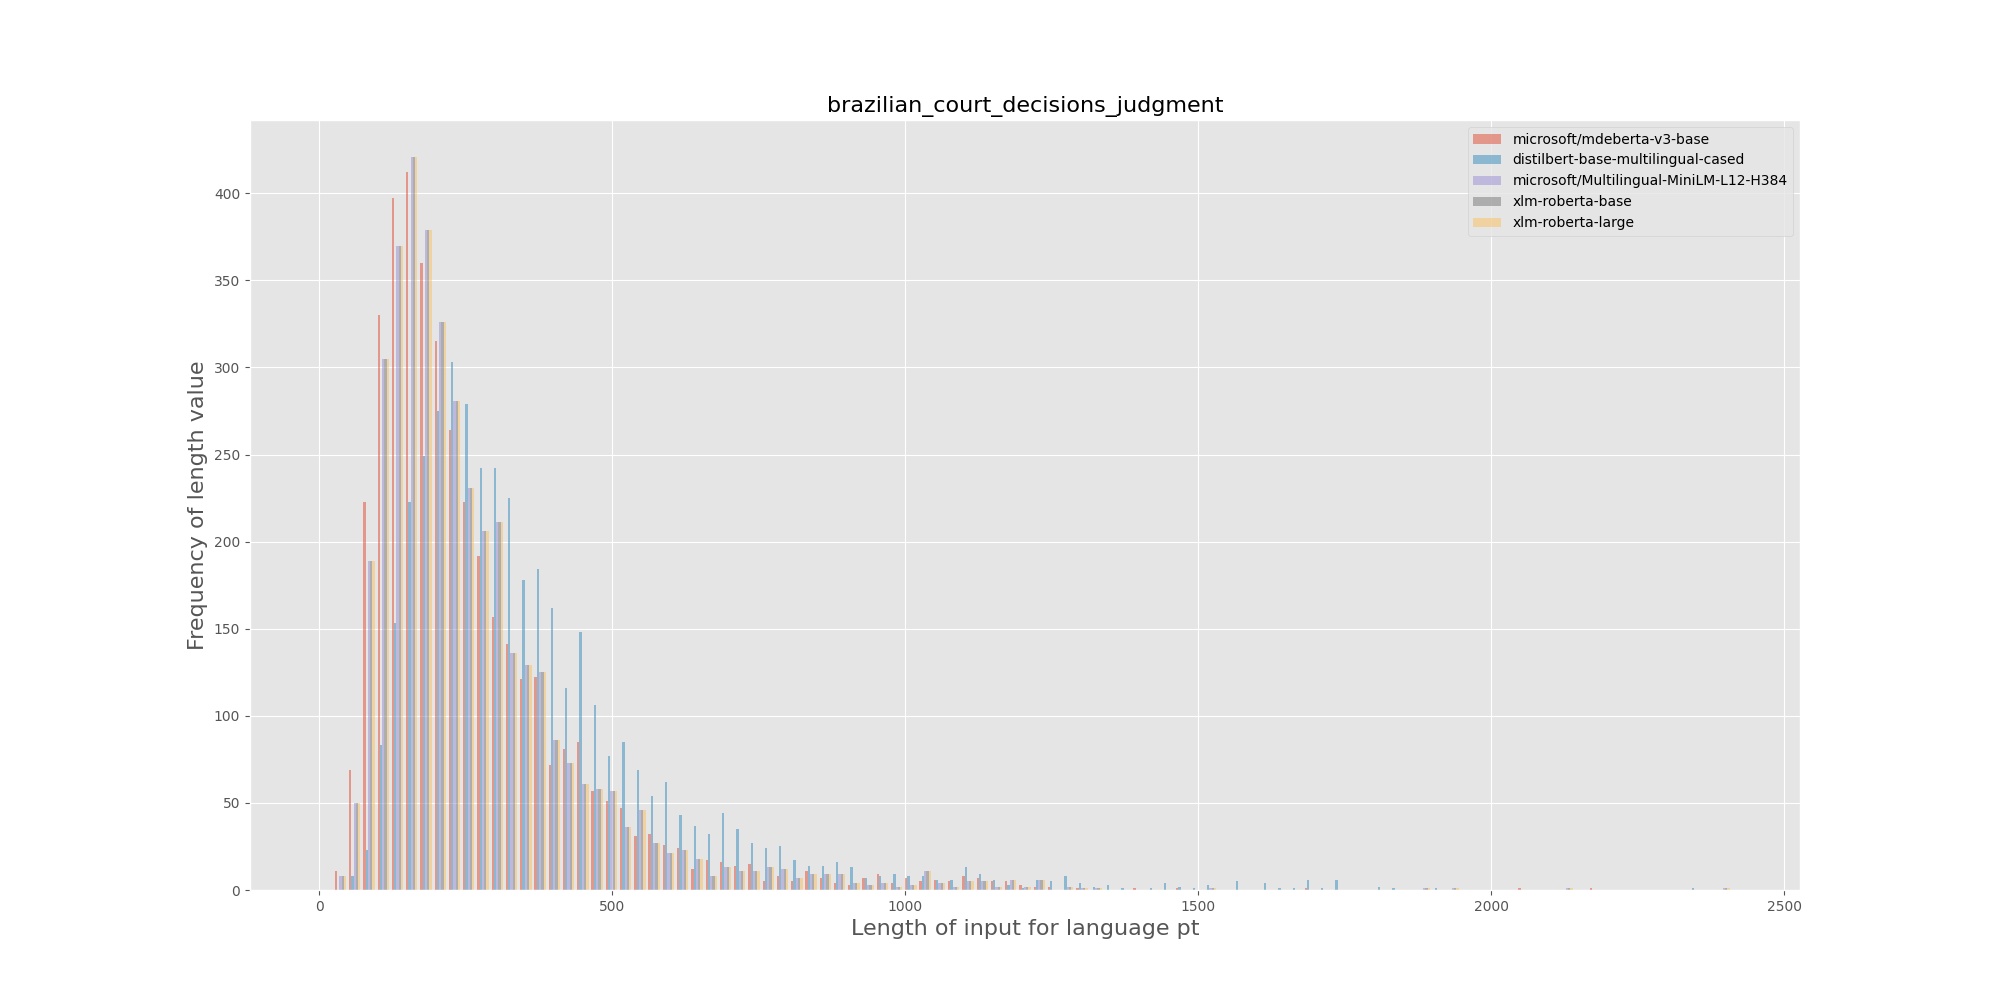 brazilian_court_decisions_judgment
microsoft/mdeberta-v3-base
distilbert-base-multilingual-cased
microsoft/Multilingual-MiniLM-L12-H384
xlm-roberta-base
xlm-roberta-large
Frequency of length value
400
350
300
250
200
150
100
50
0
0 500 1000 1500 2000 2500
Length of input for language pt